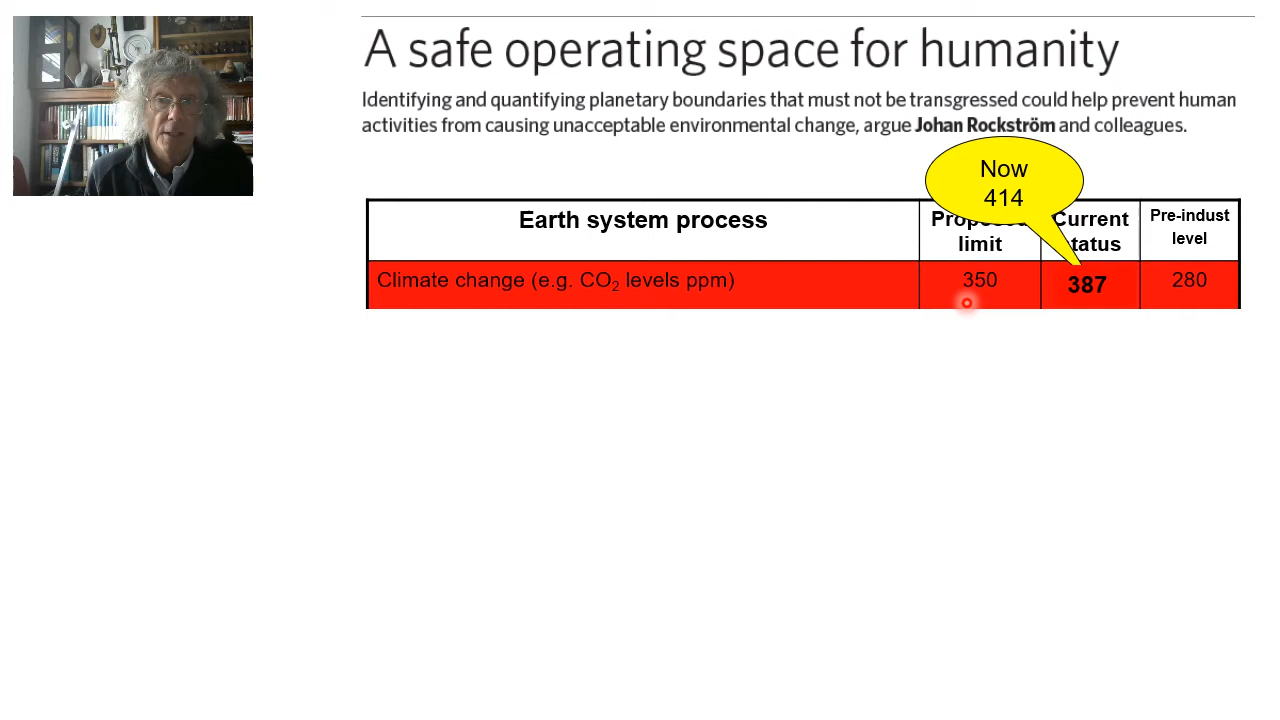 A safe operating space for humanity
Identifying and quantifying planetary boundaries that must not be transgressed could help prevent human
activities from causing unacceptable environmental change, argue Johan Rockström and colleagues.
Now
414
Earth system process
limit
Current
status
Pre-indust
level
Climate change (e.g. CO₂ levels ppm)
350
387
280